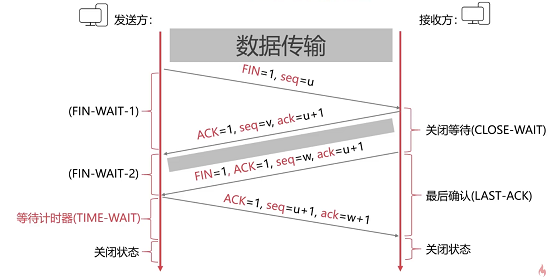 发送方：
接收方：
数据传输
FIN=1, seq=u
(FIN-WAIT-1)
ACK=1, seq=v, ack=u+1
关闭等待(CLOSE-WAIT)
FIN=1, ACK=1, seq=w, ack=u+1
(FIN-WAIT-2)
最后确认(LAST-ACK)
等待计时器(TIME-WAIT)
ACK=1, seq=u+1, ack=w+1
关闭状态
关闭状态